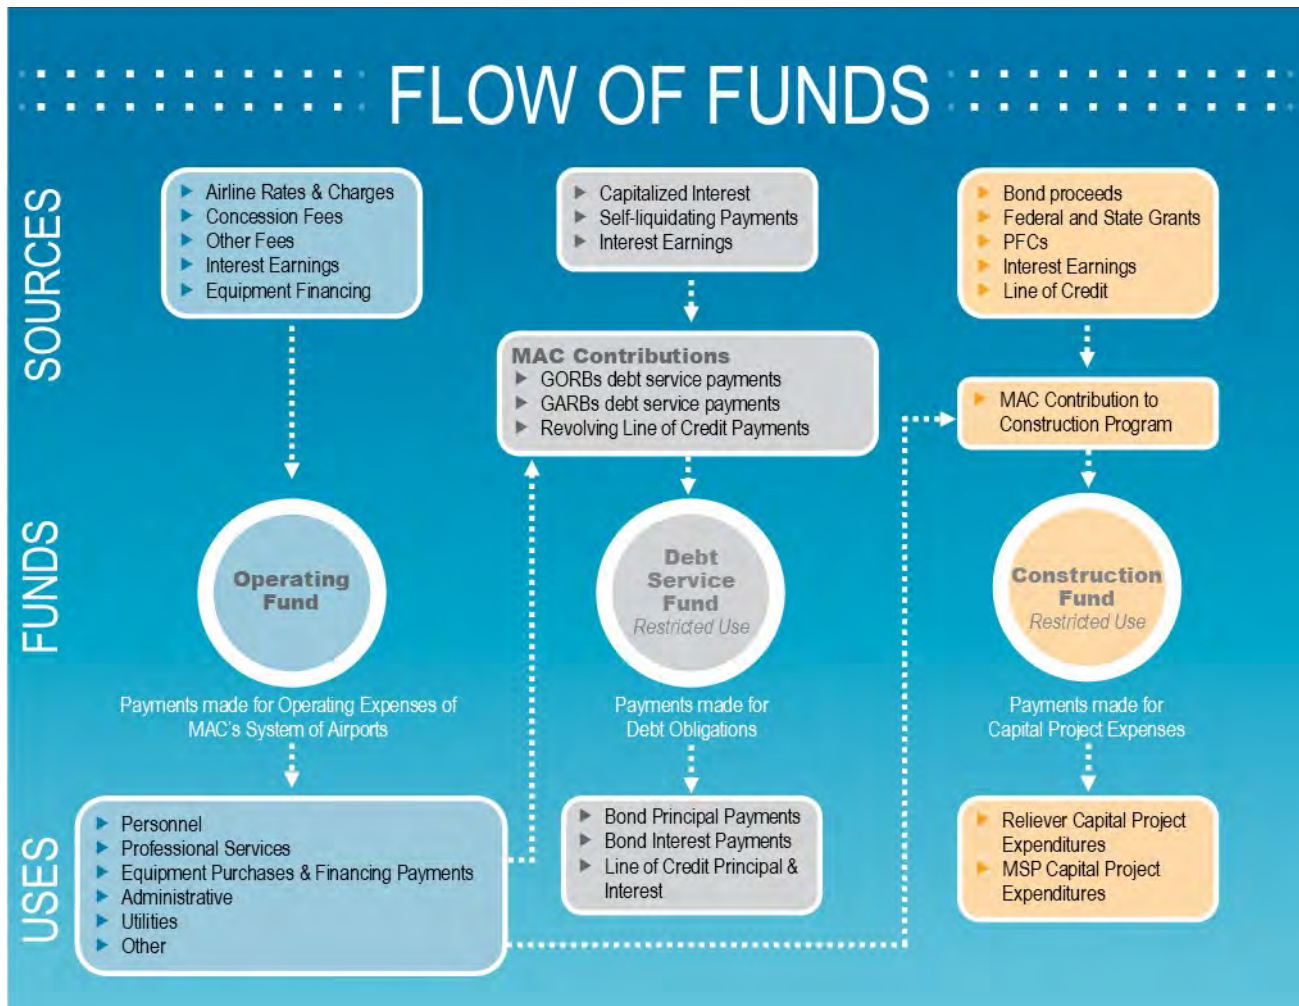 FLOW OF FUNDS
SOURCES
Airline Rates & Charges
Concession Fees
Other Fees
Interest Earnings
Equipment Financing
Capitalized Interest
Self-liquidating Payments
Interest Earnings
Bond proceeds
Federal and State Grants
PFCs
Interest Earnings
Line of Credit
MAC Contributions
GORBs debt service payments
GARBs debt service payments
Revolving Line of Credit Payments
MAC Contribution to
Construction Program
FUNDS
Operating
Fund
Debt
Service
Fund
Restricted Use
Construction
Fund
Restricted Use
Payments made for Operating Expenses of
MAC's System of Airports
Payments made for
Debt Obligations
Payments made for
Capital Project Expenses
USES
Personnel
Professional Services
Equipment Purchases & Financing Payments
Administrative
Utilities
Other
Bond Principal Payments
Bond Interest Payments
Line of Credit Principal &
Interest
Reliever Capital Project
Expenditures
MSP Capital Project
Expenditures